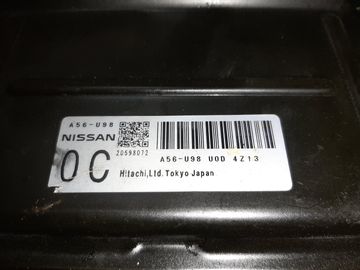 A56-U98
NISSAN
20598072
0C
A56-U98 U0D 4Z13
Hitachi,Ltd.Tokyo Japan